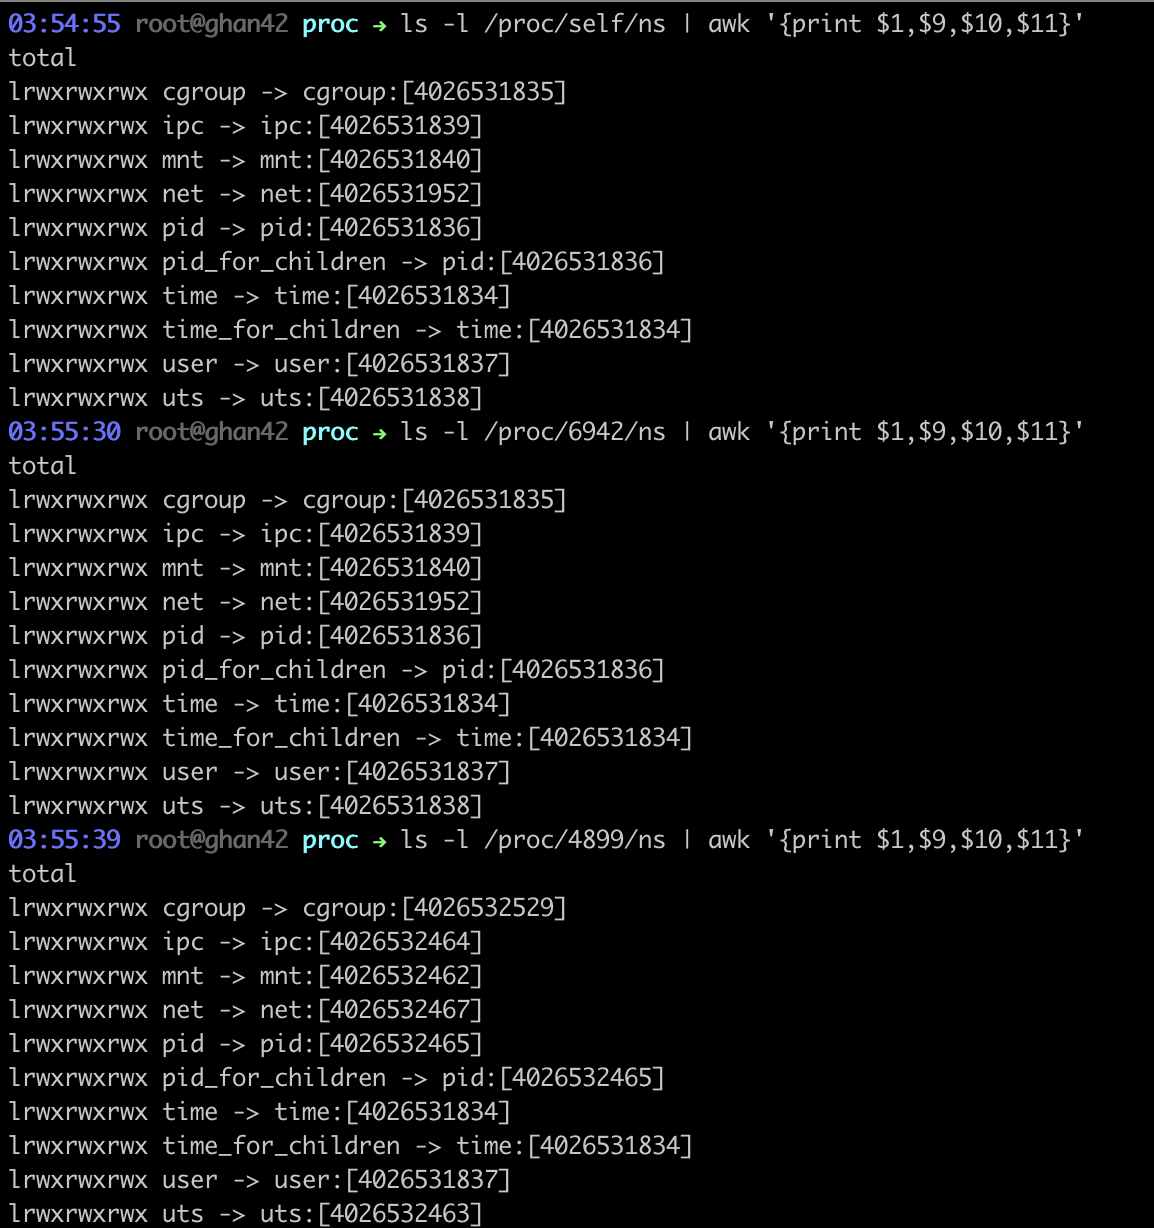 03:54:55 root@ghan42 proc → ls -l /proc/self/ns | awk '{print $1,$9,$10,$11}'
total
lrwxrwxrwx cgroup -> cgroup:[4026531835]
lrwxrwxrwx ipc -> ipc:[4026531839]
lrwxrwxrwx mnt -> mnt:[4026531840]
lrwxrwxrwx net -> net:[4026531952]
lrwxrwxrwx pid -> pid:[4026531836]
lrwxrwxrwx pid_for_children -> pid:[4026531836]
lrwxrwxrwx time -> time:[4026531834]
lrwxrwxrwx time_for_children -> time:[4026531834]
lrwxrwxrwx user -> user:[4026531837]
lrwxrwxrwx uts -> uts:[4026531838]
03:55:30 root@ghan42 proc → ls -l /proc/6942/ns | awk '{print $1,$9,$10,$11}'
total
lrwxrwxrwx cgroup -> cgroup:[4026531835]
lrwxrwxrwx ipc -> ipc:[4026531839]
lrwxrwxrwx mnt -> mnt:[4026531840]
lrwxrwxrwx net -> net:[4026531952]
lrwxrwxrwx pid -> pid:[4026531836]
lrwxrwxrwx pid_for_children -> pid:[4026531836]
lrwxrwxrwx time -> time:[4026531834]
lrwxrwxrwx time_for_children -> time:[4026531834]
lrwxrwxrwx user -> user:[4026531837]
lrwxrwxrwx uts -> uts:[4026531838]
03:55:39 root@ghan42 proc → ls -l /proc/4899/ns | awk '{print $1,$9,$10,$11}'
total
lrwxrwxrwx cgroup -> cgroup:[4026532529]
lrwxrwxrwx ipc -> ipc:[4026532464]
lrwxrwxrwx mnt -> mnt:[4026532462]
lrwxrwxrwx net -> net:[4026532467]
lrwxrwxrwx pid -> pid:[4026532465]
lrwxrwxrwx pid_for_children -> pid:[4026532465]
lrwxrwxrwx time -> time:[4026531834]
lrwxrwxrwx time_for_children -> time:[4026531834]
lrwxrwxrwx user -> user:[4026531837]
lrwxrwxrwx uts -> uts:[4026532463]